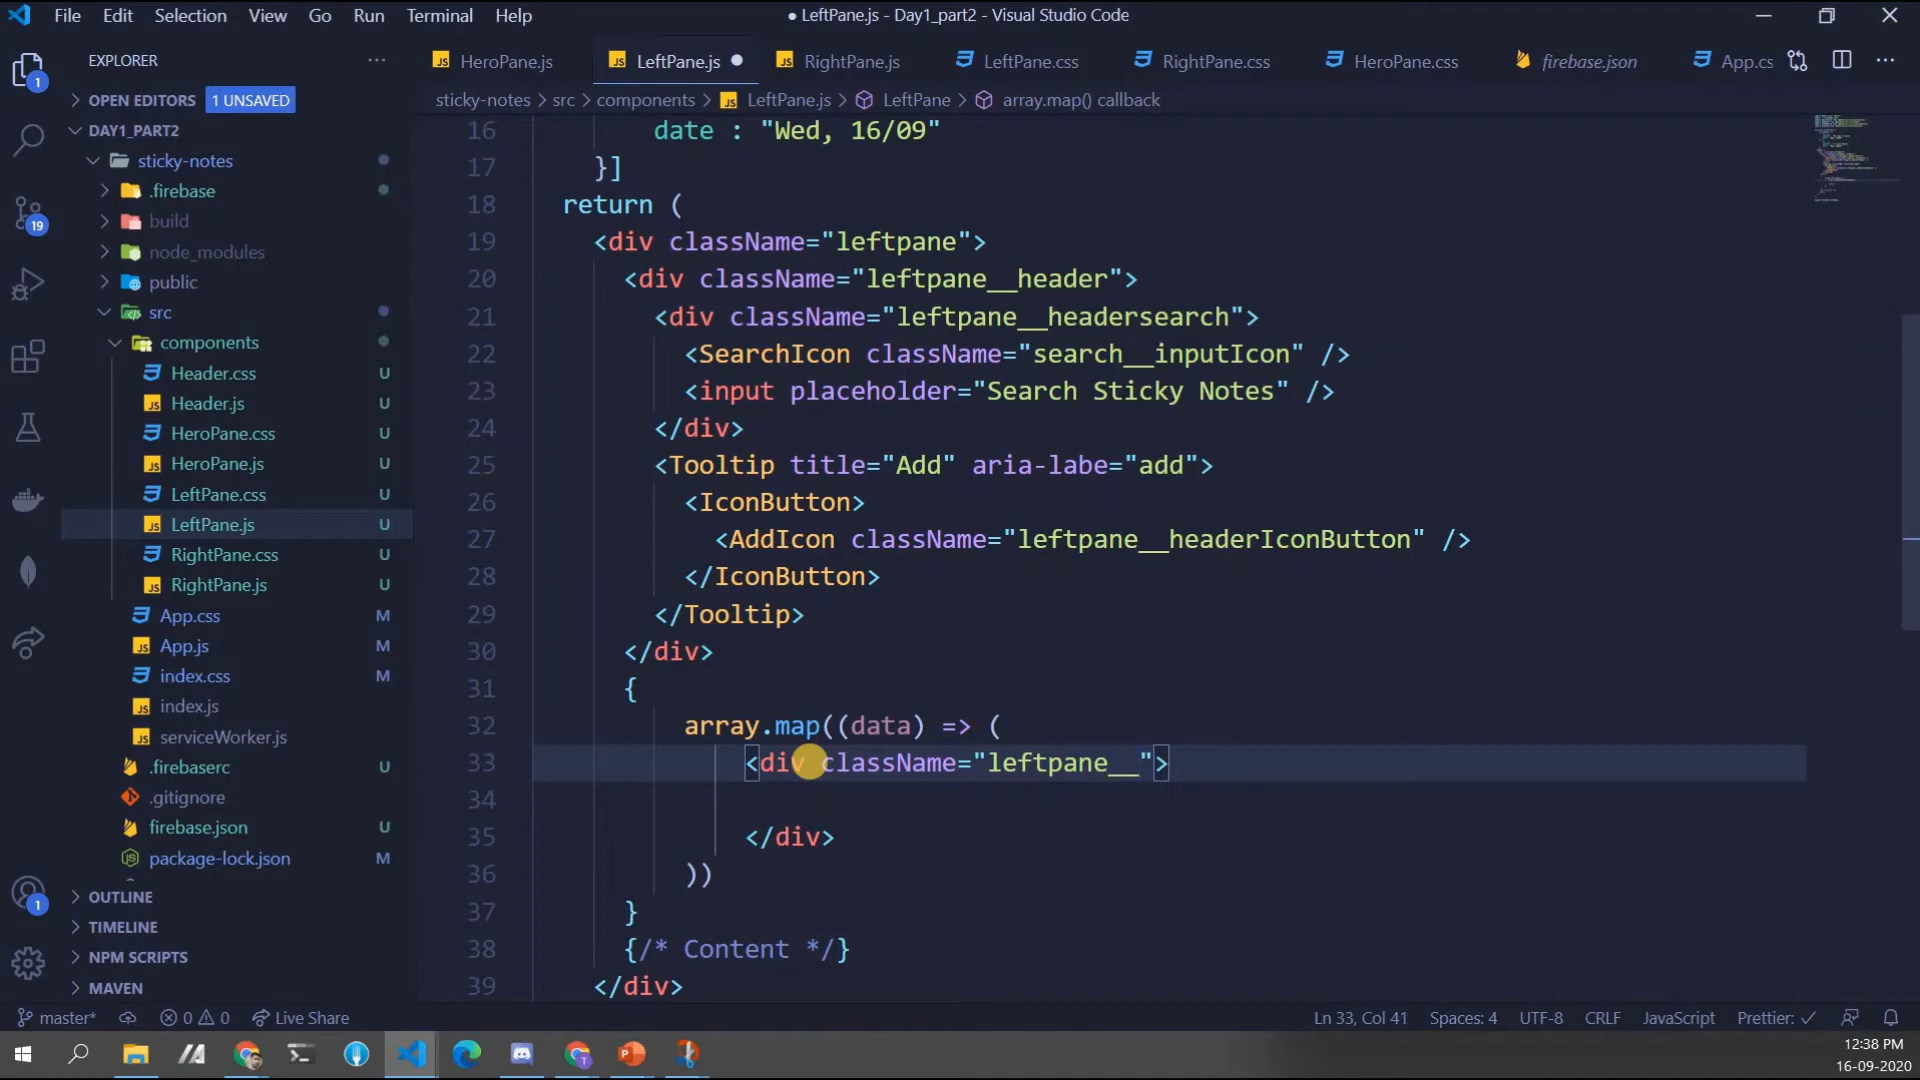 File Edit Selection View Go Run Terminal Help
● LeftPane.js - Day1_part2 - Visual Studio Code
EXPLORER
HeroPane.js
LeftPane.js
RightPane.js
LeftPane.css
RightPane.css
HeroPane.css
firebase.json
App.cs
OPEN EDITORS 1 UNSAVED
sticky-notes > src > components > LeftPane.js > LeftPane > array.map() callback
DAY1_PART2
sticky-notes
.firebase
build
node_modules
public
src
components
Header.css U
Header.js U
HeroPane.css U
HeroPane.js U
LeftPane.css U
LeftPane.js U
RightPane.css U
RightPane.js U
App.css M
App.js M
index.css M
index.js
serviceWorker.js
.firebaserc U
.gitignore
firebase.json U
package-lock.json M
OUTLINE
TIMELINE
NPM SCRIPTS
MAVEN
1
19
1
16 date : "Wed, 16/09"
17 }]
18 return (
19 <div className="leftpane">
20 <div className="leftpane__header">
21 <div className="leftpane__headersearch">
22 <SearchIcon className="search__inputIcon" />
23 <input placeholder="Search Sticky Notes" />
24 </div>
25 <Tooltip title="Add" aria-labe="add">
26 <IconButton>
27 <AddIcon className="leftpane__headerIconButton" />
28 </IconButton>
29 </Tooltip>
30 </div>
31 {
32 array.map((data) => (
33 <div className="leftpane__">
34
35 </div>
36 ))
37 }
38 {/* Content */}
39 </div>
master* 0 0 Live Share
Ln 33, Col 41 Spaces: 4 UTF-8 CRLF JavaScript Prettier: ✓
12:38 PM
16-09-2020